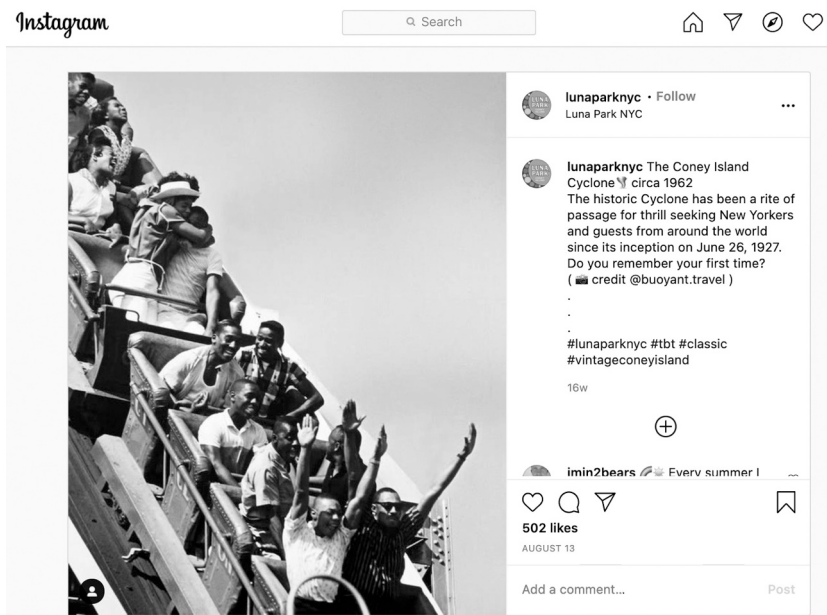 Instagram
Search
lunaparknyc • Follow
Luna Park NYC
lunaparknyc The Coney Island
Cyclone🎢 circa 1962
The historic Cyclone has been a rite of
passage for thrill seeking New Yorkers
and guests from around the world
since its inception on June 26, 1927.
Do you remember your first time?
( 📸 credit @buoyant.travel )
.
.
.
#lunaparknyc #tbt #classic
#vintageconeyisland
16w
imin2bears 🌈☀️ Every summer I
502 likes
AUGUST 13
Add a comment... Post